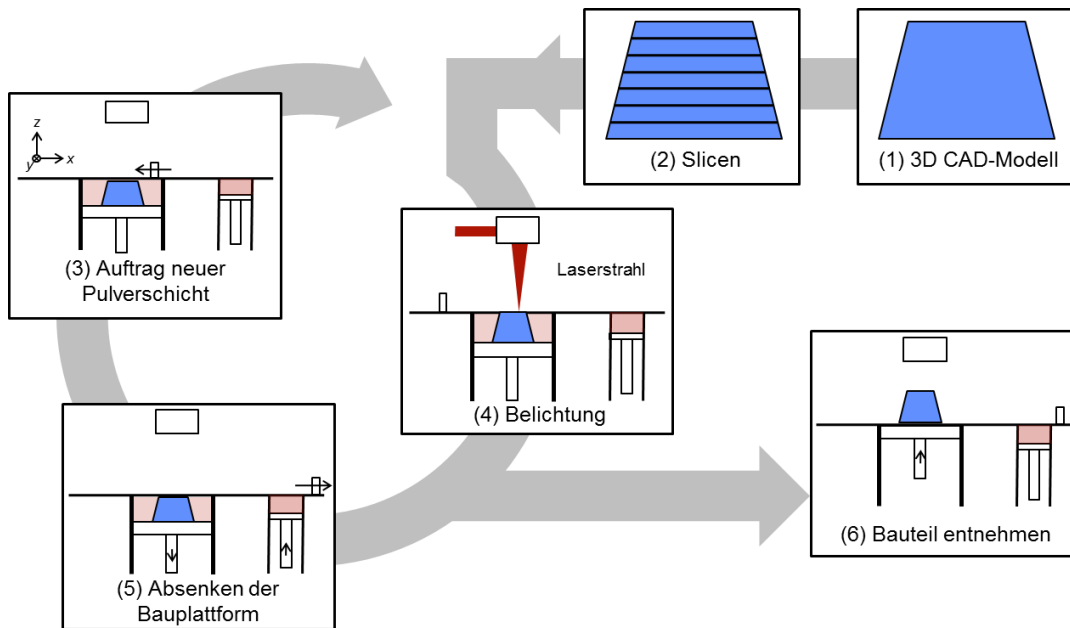 (2) Slicen
(1) 3D CAD-Modell
z
y
x
(3) Auftrag neuer
Pulverschicht
Laserstrahl
(4) Belichtung
(5) Absenken der
Bauplattform
(6) Bauteil entnehmen